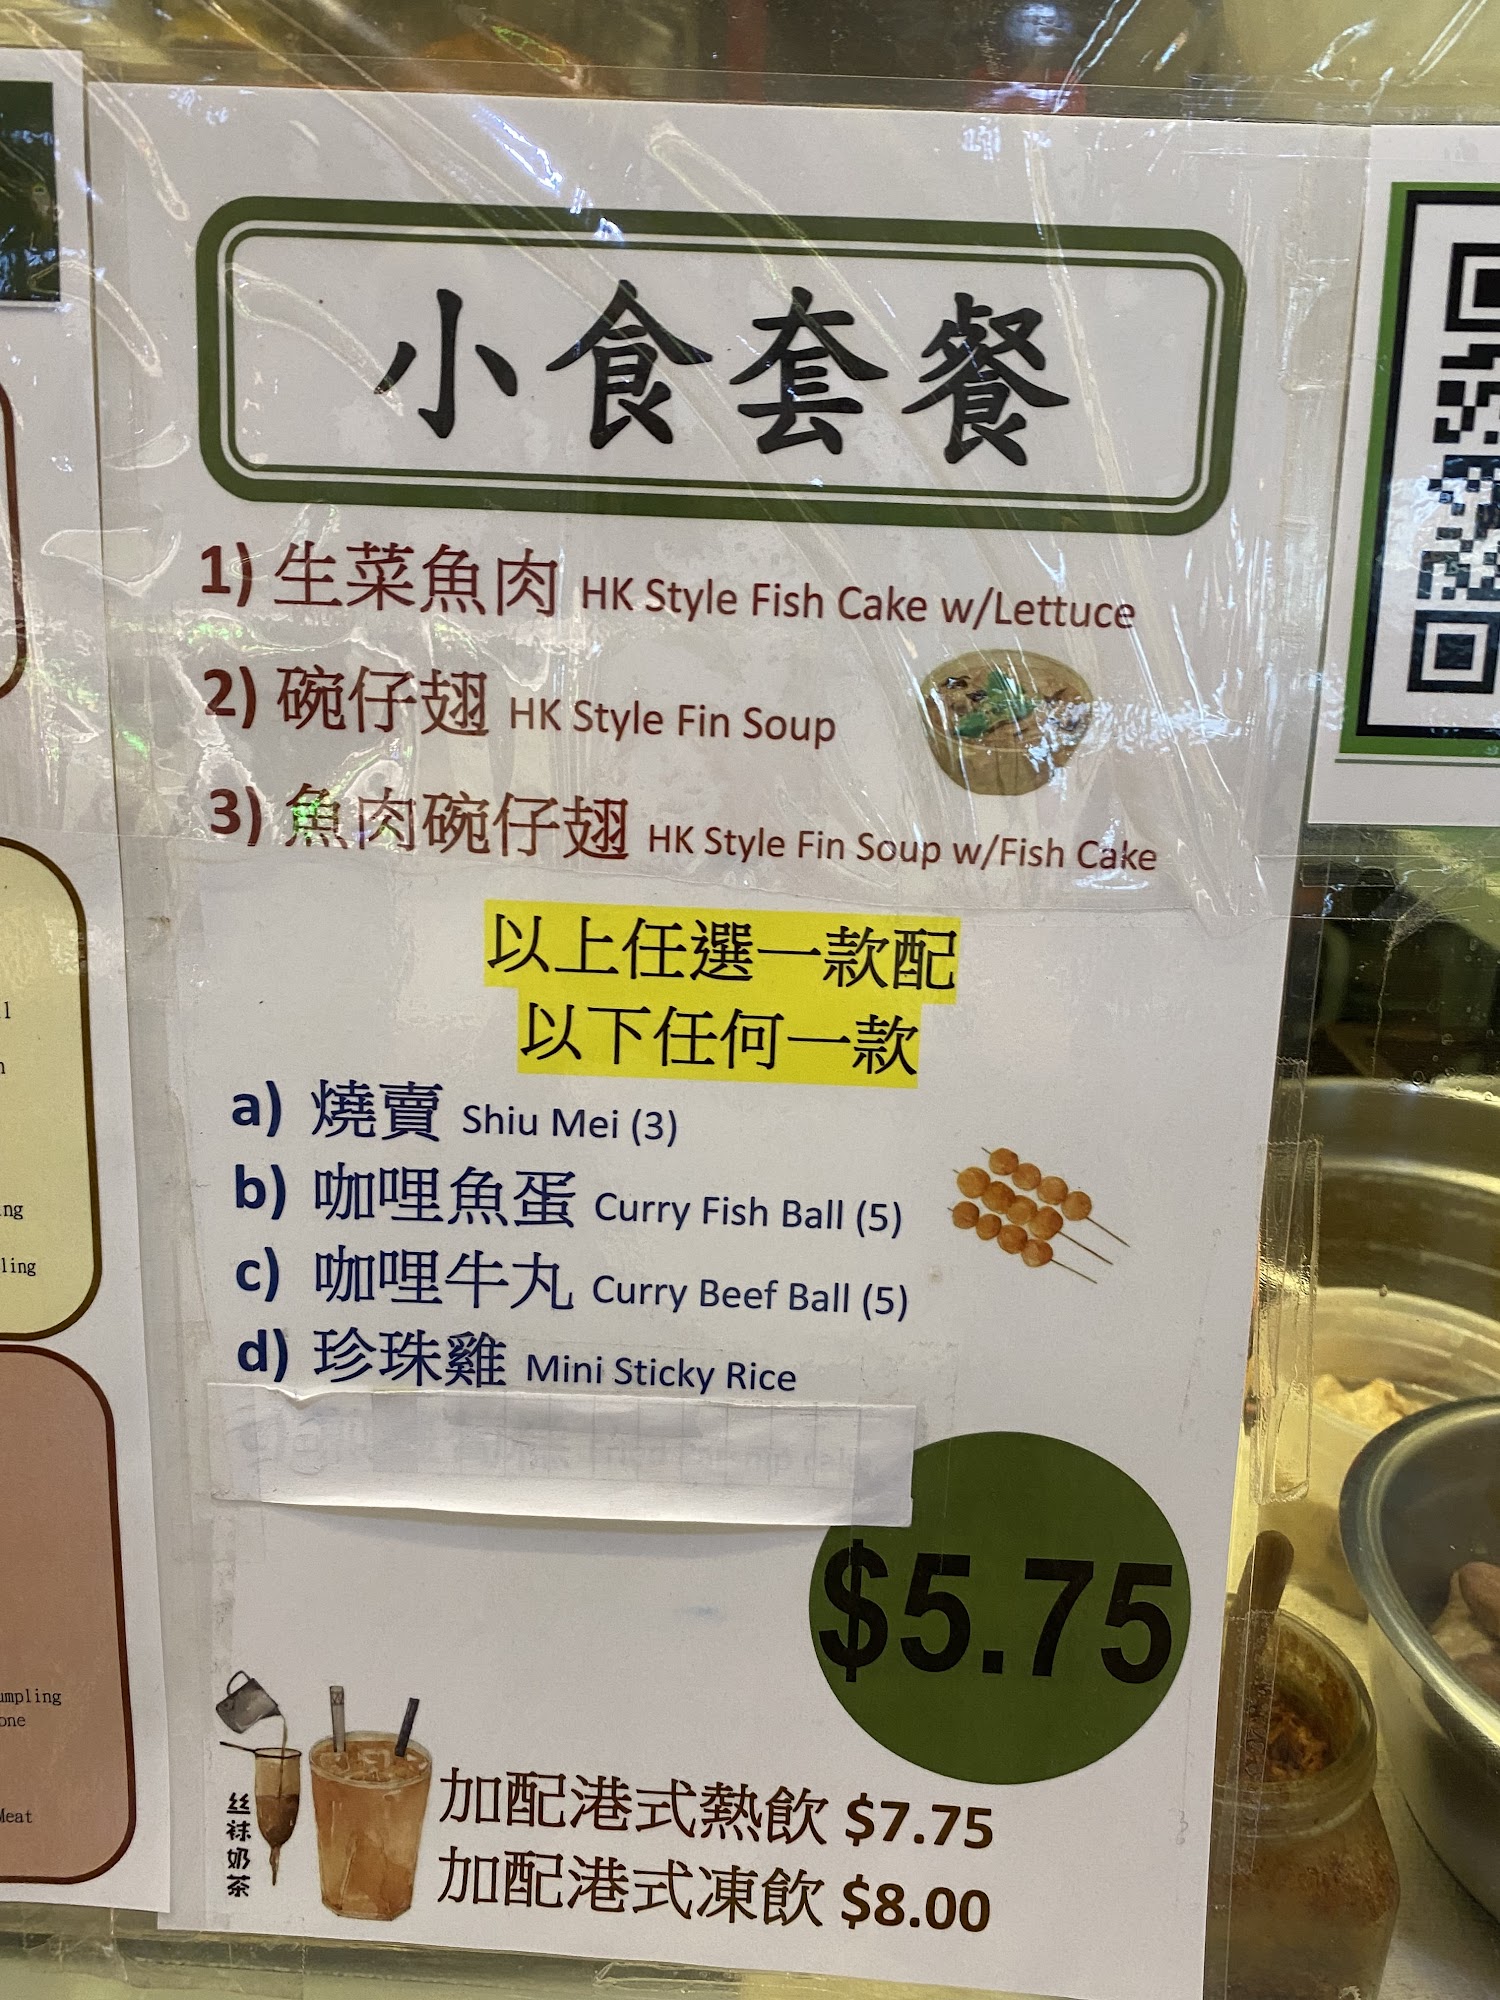 小食套餐
1) 生菜魚肉 HK Style Fish Cake w/Lettuce
2) 碗仔翅 HK Style Fin Soup
3) 魚肉碗仔翅 HK Style Fin Soup w/Fish Cake
以上任選一款配
以下任何一款
a) 燒賣 Shiu Mei (3)
b) 咖哩魚蛋 Curry Fish Ball (5)
c) 咖哩牛丸 Curry Beef Ball (5)
d) 珍珠雞 Mini Sticky Rice
$5.75
丝袜奶茶
加配港式熱飲 $7.75
加配港式凍飲 $8.00
ling
Meat